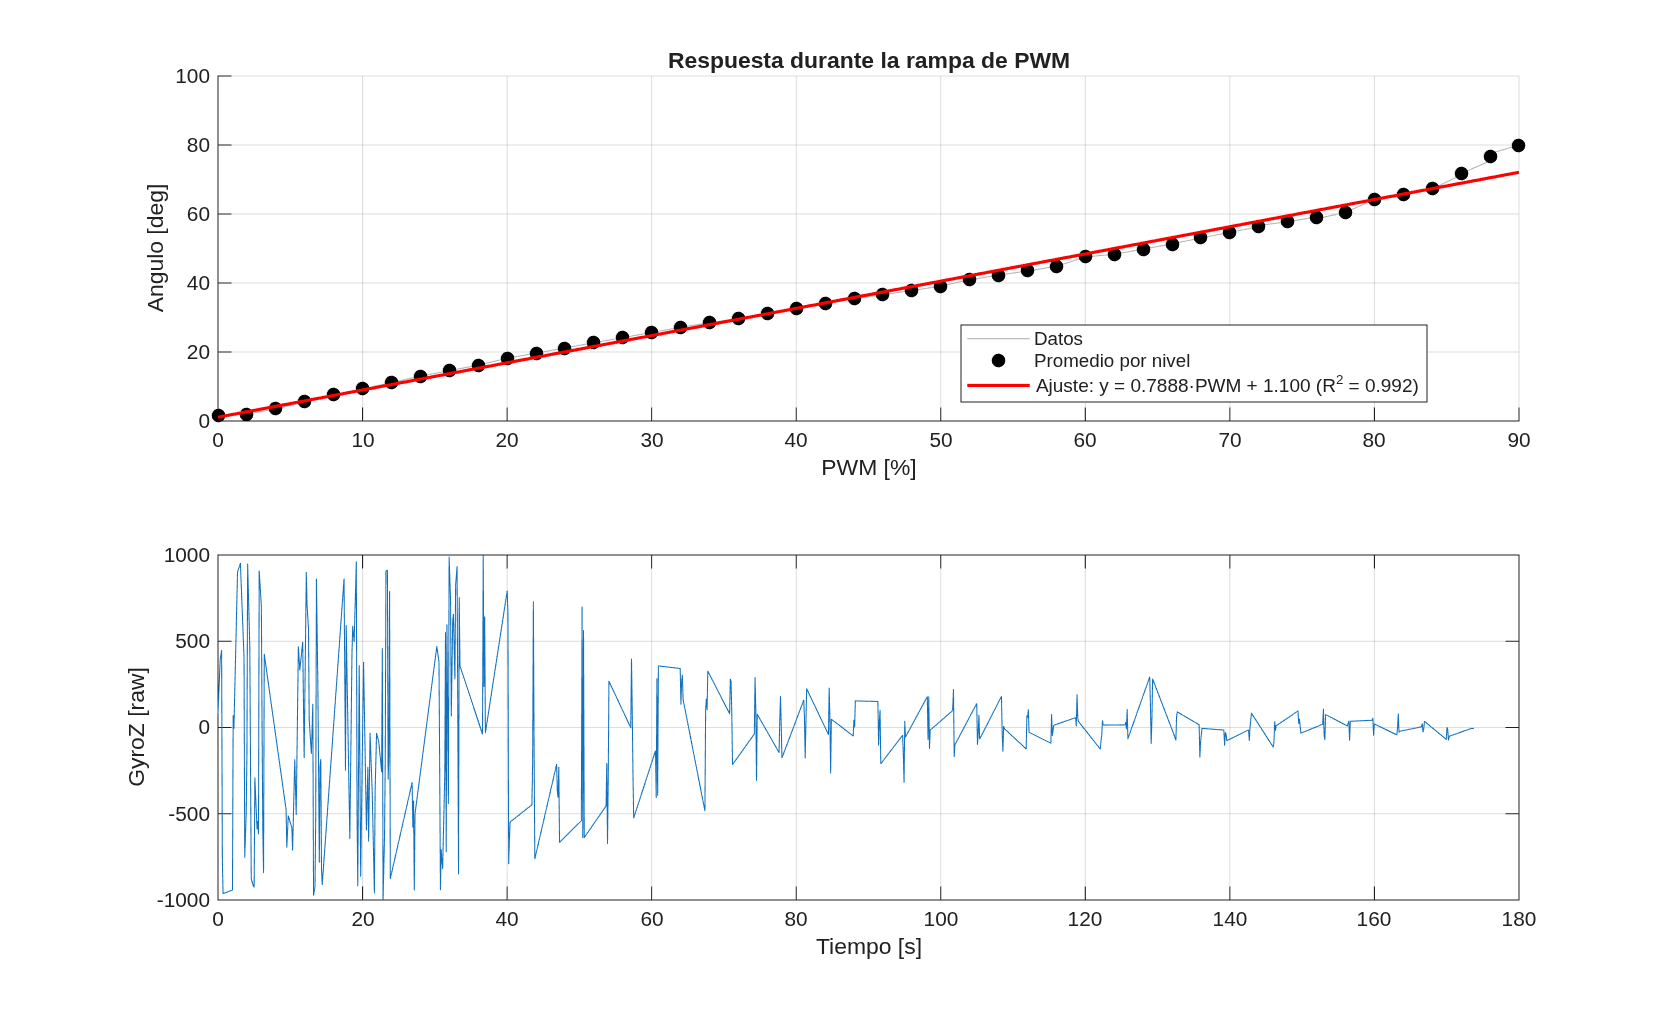 Respuesta durante la rampa de PWM
100
80
60
40
20
0
Angulo [deg]
0 10 20 30 40 50 60 70 80 90
PWM [%]
Datos
Promedio por nivel
Ajuste: y = 0.7888·PWM + 1.100 (R² = 0.992)
1000
500
0
-500
-1000
GyroZ [raw]
0 20 40 60 80 100 120 140 160 180
Tiempo [s]